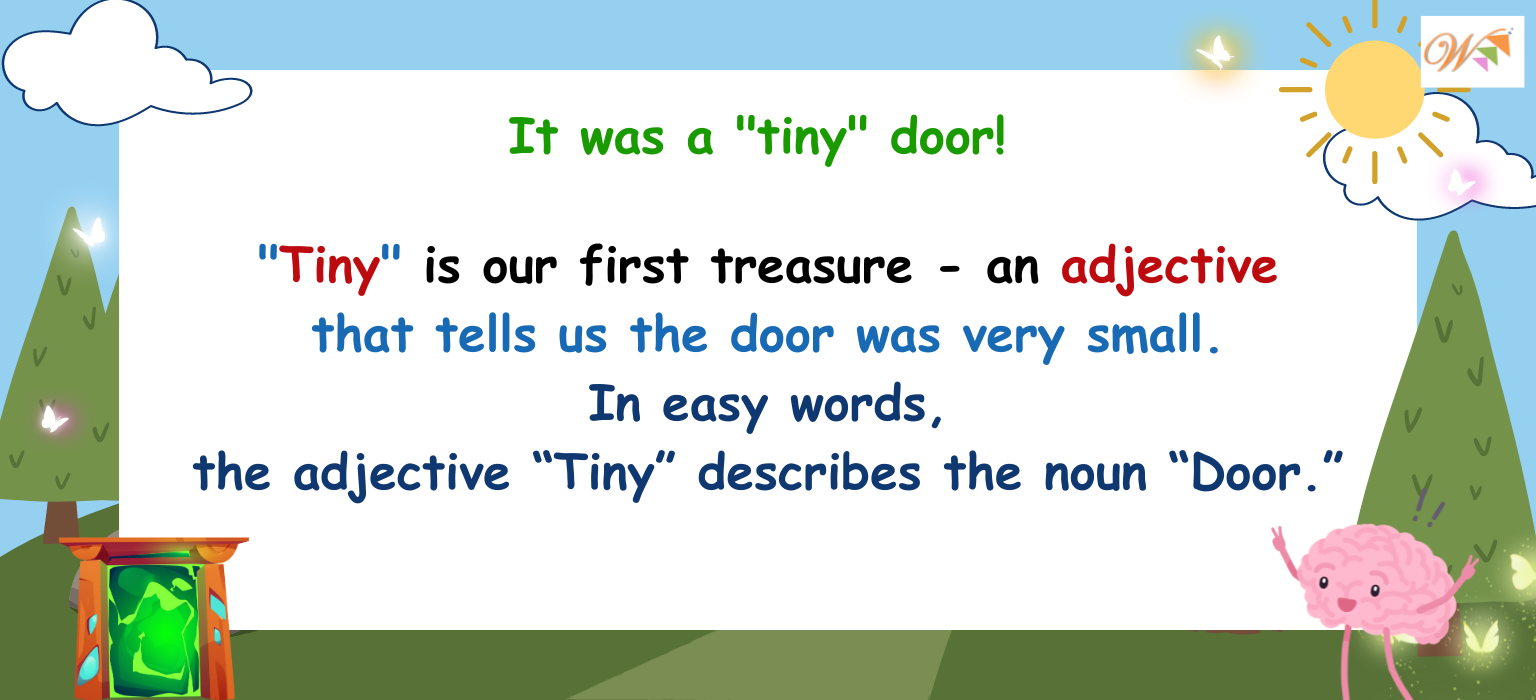 It was a "tiny" door!
"Tiny" is our first treasure - an adjective
that tells us the door was very small.
In easy words,
the adjective “Tiny” describes the noun “Door.”
W